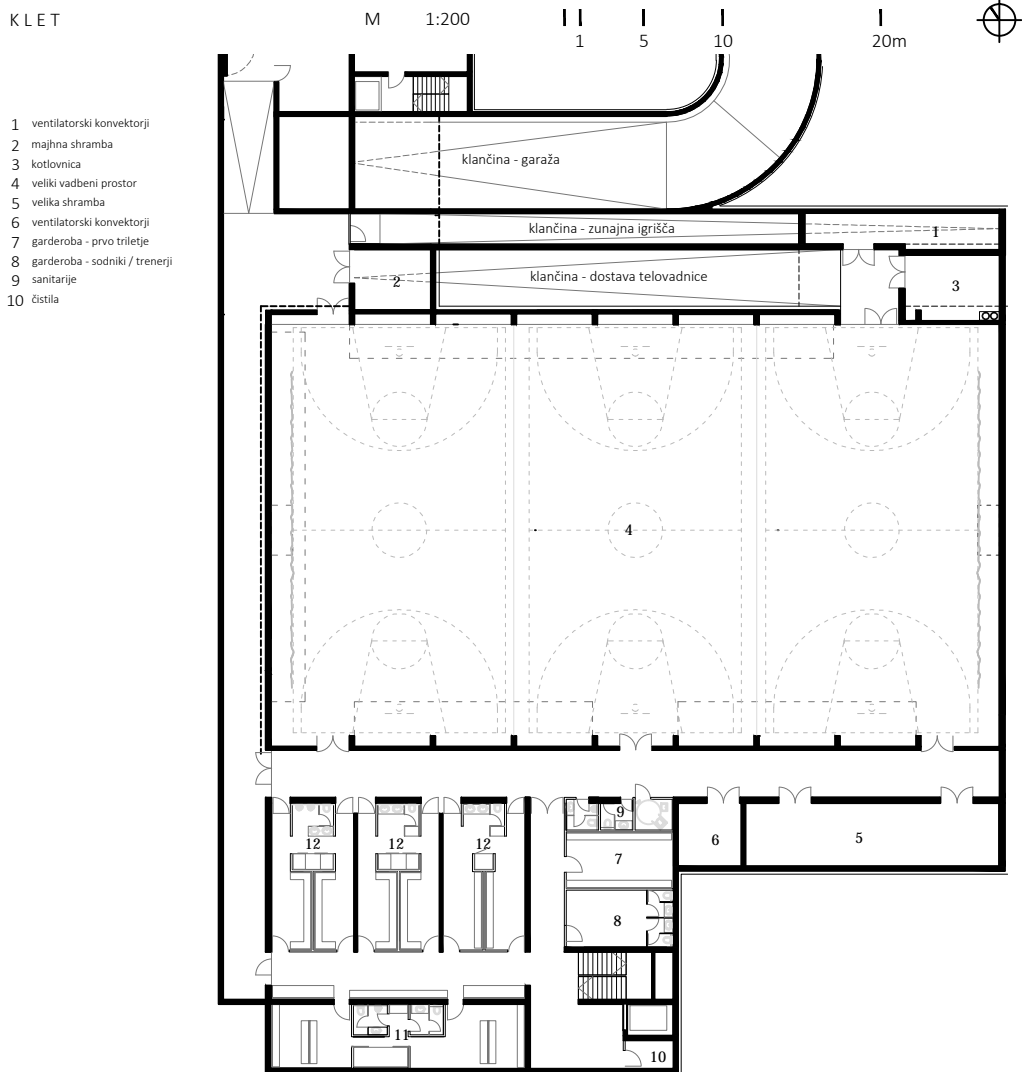 KLET
M 1:200
1 5 10 20m
1 ventilatorski konvektorji
2 majhna shramba
3 kotlovnica
4 veliki vadbeni prostor
5 velika shramba
6 ventilatorski konvektorji
7 garderoba - prvo triletje
8 garderoba - sodniki / trenerji
9 sanitarije
10 čistila
klančina - garaža
klančina - zunajna igrišča
1
klančina - dostava telovadnice
2
3
4
9
12 12 12
6
5
7
8
11
10